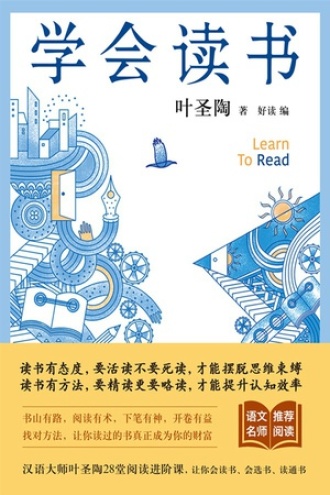 学会读书
叶圣陶 著 好读 编
Learn
To Read
读书有态度,要活读不要死读,才能摆脱思维束缚
读书有方法,要精读更要略读,才能提升认知效率
书山有路,阅读有术,下笔有神,开卷有益
找对方法,让你读过的书真正成为你的财富
语文 推荐
名师 阅读
汉语大师叶圣陶28堂阅读进阶课,让你会读书、会选书、读通书